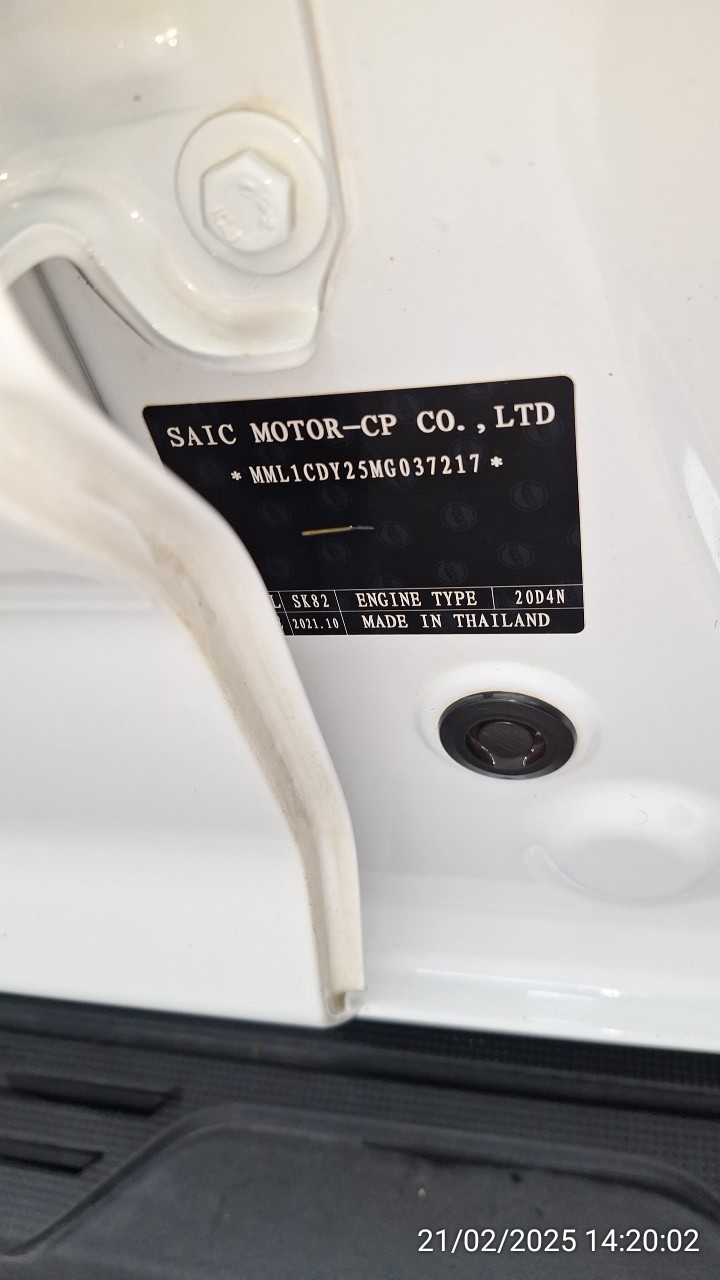 SAIC MOTOR-CP CO.,LTD
*MML1CDY25MG037217*
SK82 ENGINE TYPE 20D4N
2021.10 MADE IN THAILAND
21/02/2025 14:20:02